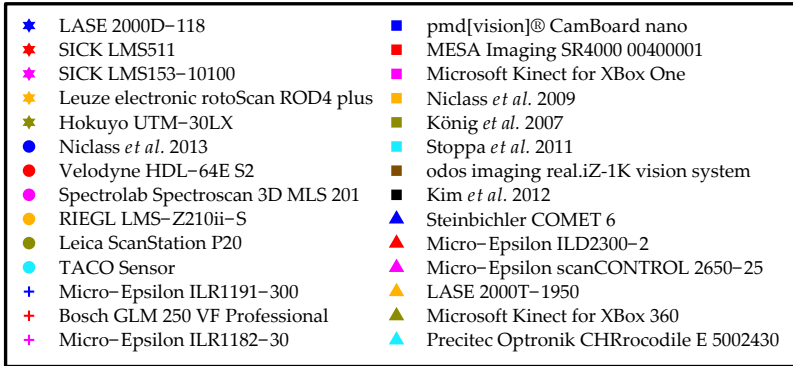 LASE 2000D−118
SICK LMS511
SICK LMS153−10100
Leuze electronic rotoScan ROD4 plus
Hokuyo UTM−30LX
Niclass et al. 2013
Velodyne HDL−64E S2
Spectrolab Spectroscan 3D MLS 201
RIEGL LMS−Z210ii−S
Leica ScanStation P20
TACO Sensor
Micro−Epsilon ILR1191−300
Bosch GLM 250 VF Professional
Micro−Epsilon ILR1182−30
pmd[vision]® CamBoard nano
MESA Imaging SR4000 00400001
Microsoft Kinect for XBox One
Niclass et al. 2009
König et al. 2007
Stoppa et al. 2011
odos imaging real.iZ-1K vision system
Kim et al. 2012
Steinbichler COMET 6
Micro−Epsilon ILD2300−2
Micro−Epsilon scanCONTROL 2650−25
LASE 2000T−1950
Microsoft Kinect for XBox 360
Precitec Optronik CHRrocodile E 5002430